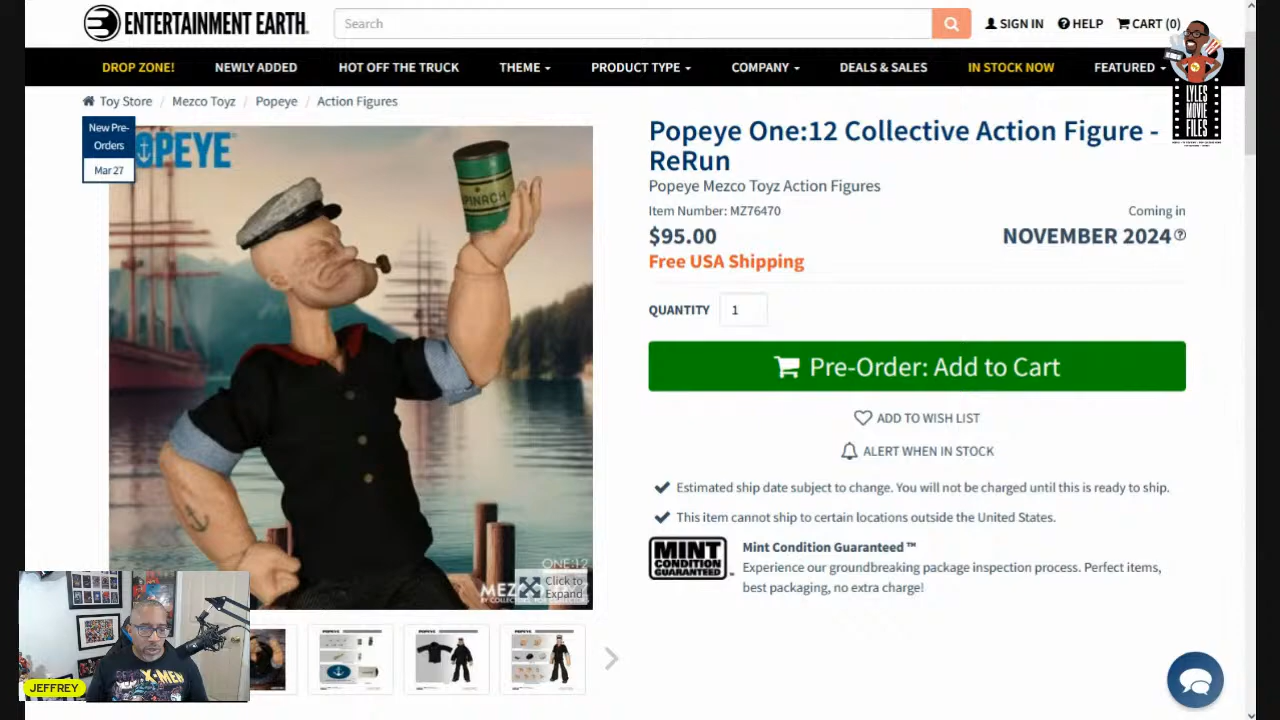 ENTERTAINMENT EARTH
Search
SIGN IN
HELP
CART (0)
DROP ZONE!
NEWLY ADDED
HOT OFF THE TRUCK
THEME
PRODUCT TYPE
COMPANY
DEALS & SALES
IN STOCK NOW
FEATURED
LYLES
MOVIE
FILES
Toy Store / Mezco Toyz / Popeye / Action Figures
New Pre-
Orders
Mar 27
OPEYE
SPINACH
Popeye One:12 Collective Action Figure -
ReRun
Popeye Mezco Toyz Action Figures
Item Number: MZ76470
Coming in
$95.00
NOVEMBER 2024
Free USA Shipping
QUANTITY 1
Pre-Order: Add to Cart
ADD TO WISH LIST
ALERT WHEN IN STOCK
Estimated ship date subject to change. You will not be charged until this is ready to ship.
This item cannot ship to certain locations outside the United States.
MINT
CONDITION
GUARANTEED
Mint Condition Guaranteed ™
Experience our groundbreaking package inspection process. Perfect items,
best packaging, no extra charge!
ONE:12
MEZ
Click to
Expand
POPEYE
POPEYE
POPEYE
X-MEN
JEFFREY